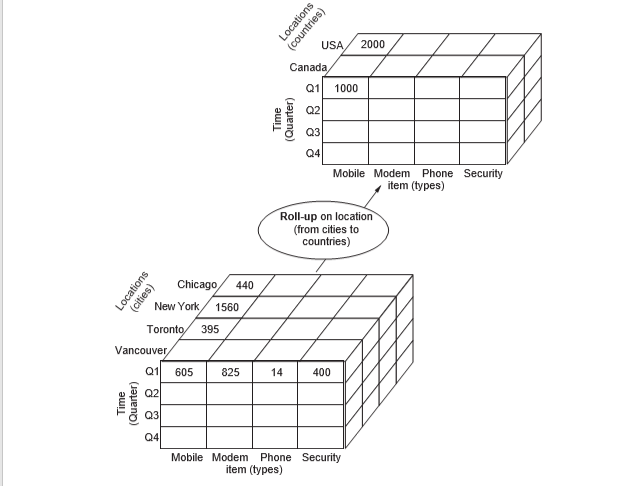 Locations
(countries)
USA 2000
Canada
Q1 1000
Q2
Q3
Q4
Time
(Quarter)
Mobile Modem Phone Security
item (types)
Roll-up on location
(from cities to
countries)
Locations
(cities)
Chicago 440
New York 1560
Toronto 395
Vancouver
Q1 605 825 14 400
Q2
Q3
Q4
Time
(Quarter)
Mobile Modem Phone Security
item (types)